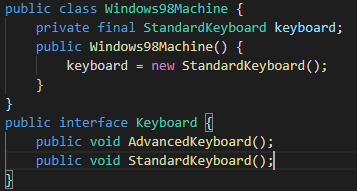 public class Windows98Machine {
    private final StandardKeyboard keyboard;
    public Windows98Machine() {
        keyboard = new StandardKeyboard();
    }
}
public interface Keyboard {
    public void AdvancedKeyboard();
    public void StandardKeyboard();
}